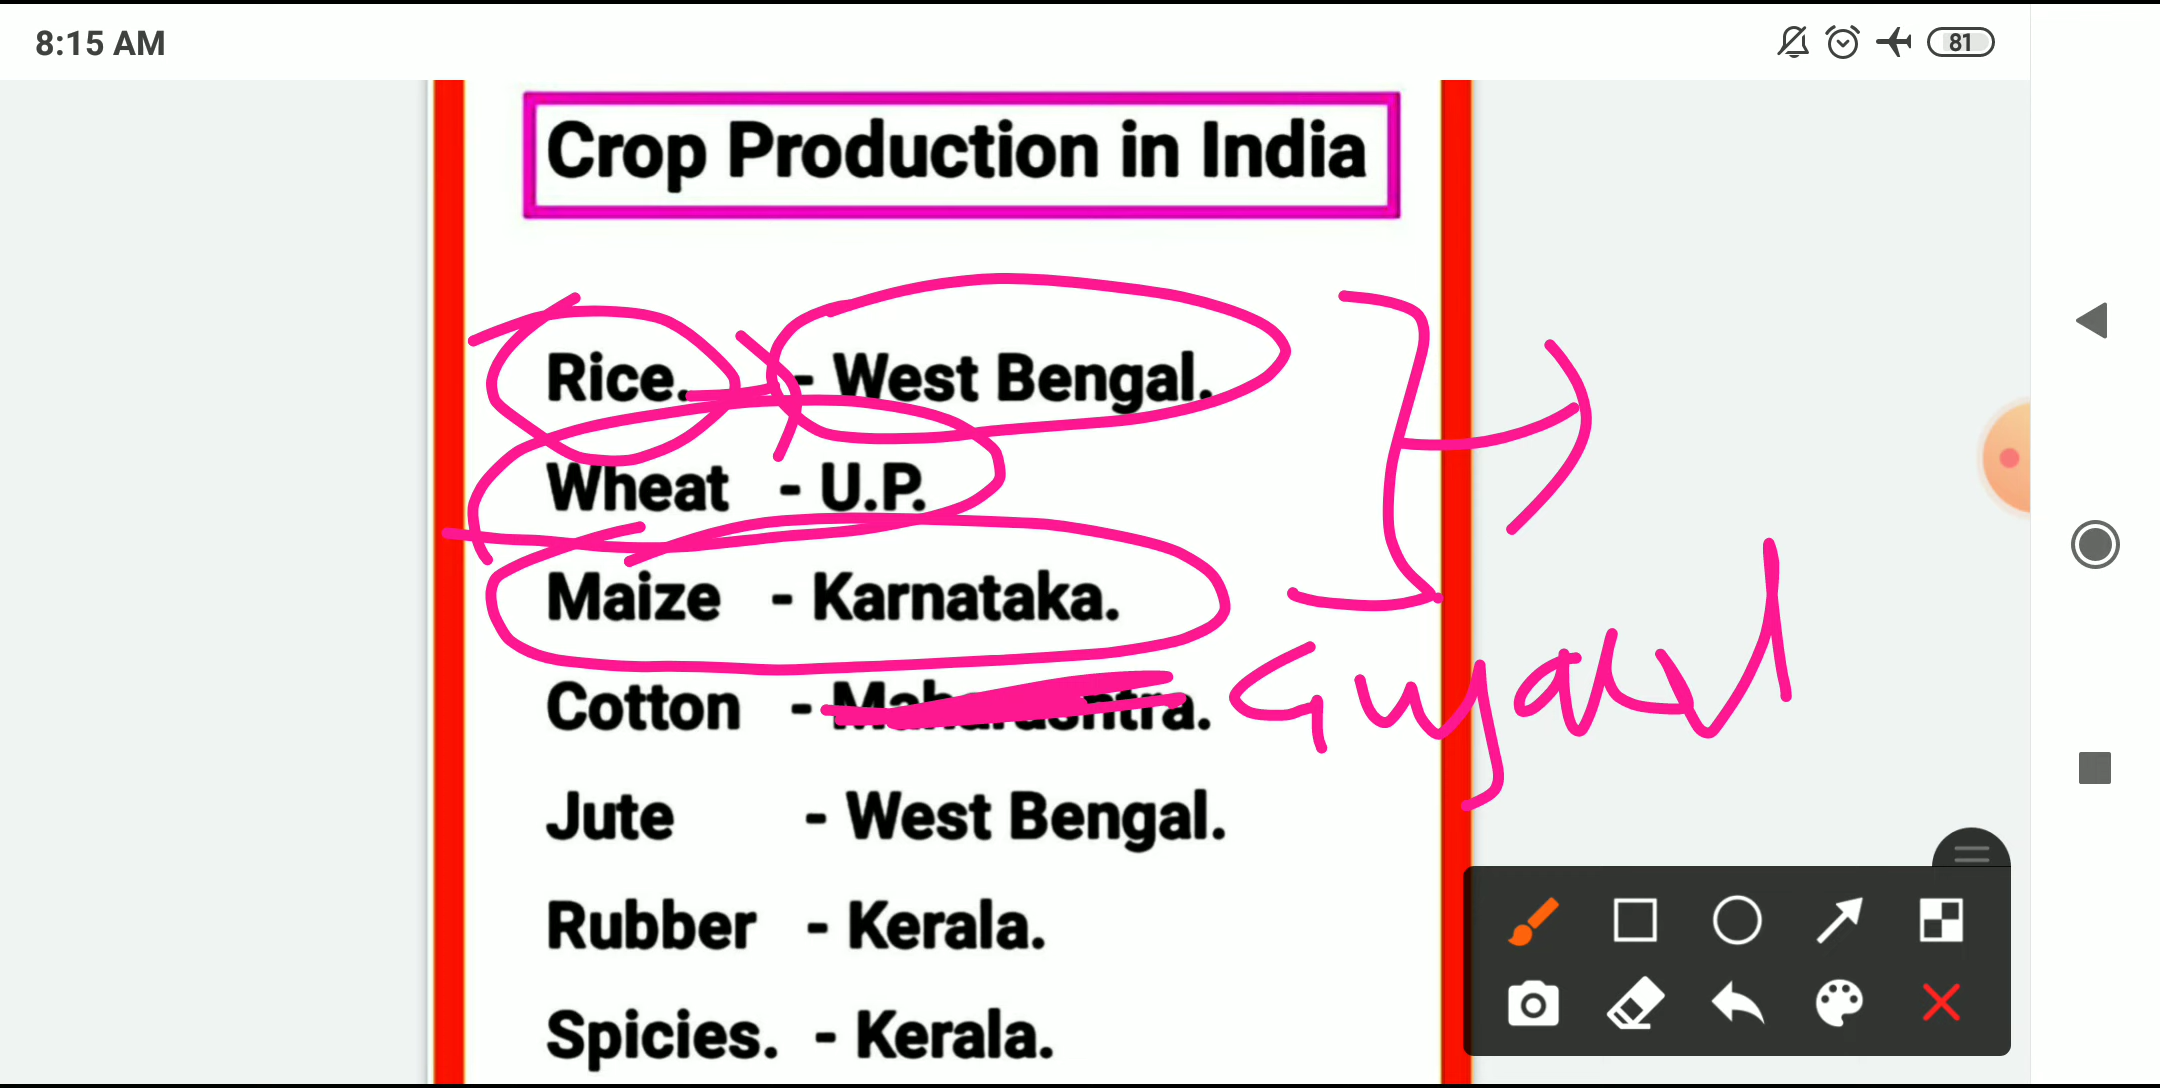 8:15 AM
81
Crop Production in India
Rice. - West Bengal.
Wheat - U.P.
Maize - Karnataka.
Cotton - Maharashtra. Gujarat
Jute - West Bengal.
Rubber - Kerala.
Spicies. - Kerala.